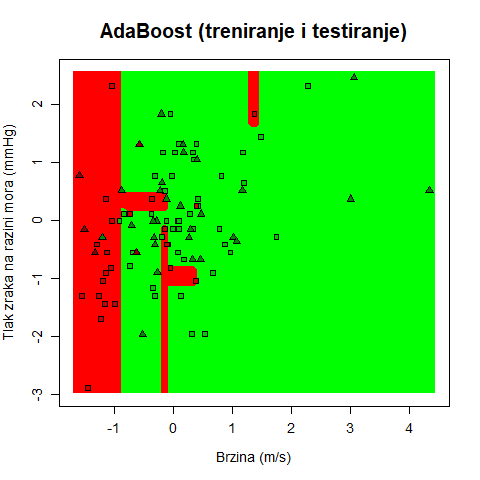 AdaBoost (treniranje i testiranje)
Tlak zraka na razini mora (mmHg)
2
1
0
-1
-2
-3
-1 0 1 2 3 4
Brzina (m/s)